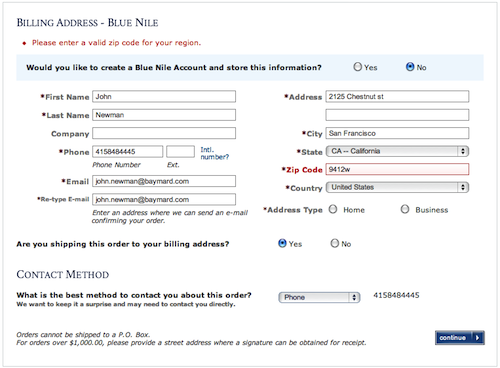 BILLING ADDRESS - BLUE NILE
Please enter a valid zip code for your region.
Would you like to create a Blue Nile Account and store this information? Yes No
*First Name John
*Last Name Newman
Company
*Phone 4158484445 Intl. number?
Phone Number Ext.
*Email john.newman@baymard.com
*Re-type E-mail john.newman@baymard.com
Enter an address where we can send an e-mail
confirming your order.
*Address 2125 Chestnut st
*City San Francisco
*State CA -- California
*Zip Code 9412w
*Country United States
*Address Type Home Business
Are you shipping this order to your billing address? Yes No
CONTACT METHOD
What is the best method to contact you about this order? Phone 4158484445
We want to keep it a surprise and may need to contact you directly.
Orders cannot be shipped to a P.O. Box.
For orders over $1,000.00, please provide a street address where a signature can be obtained for receipt.
continue